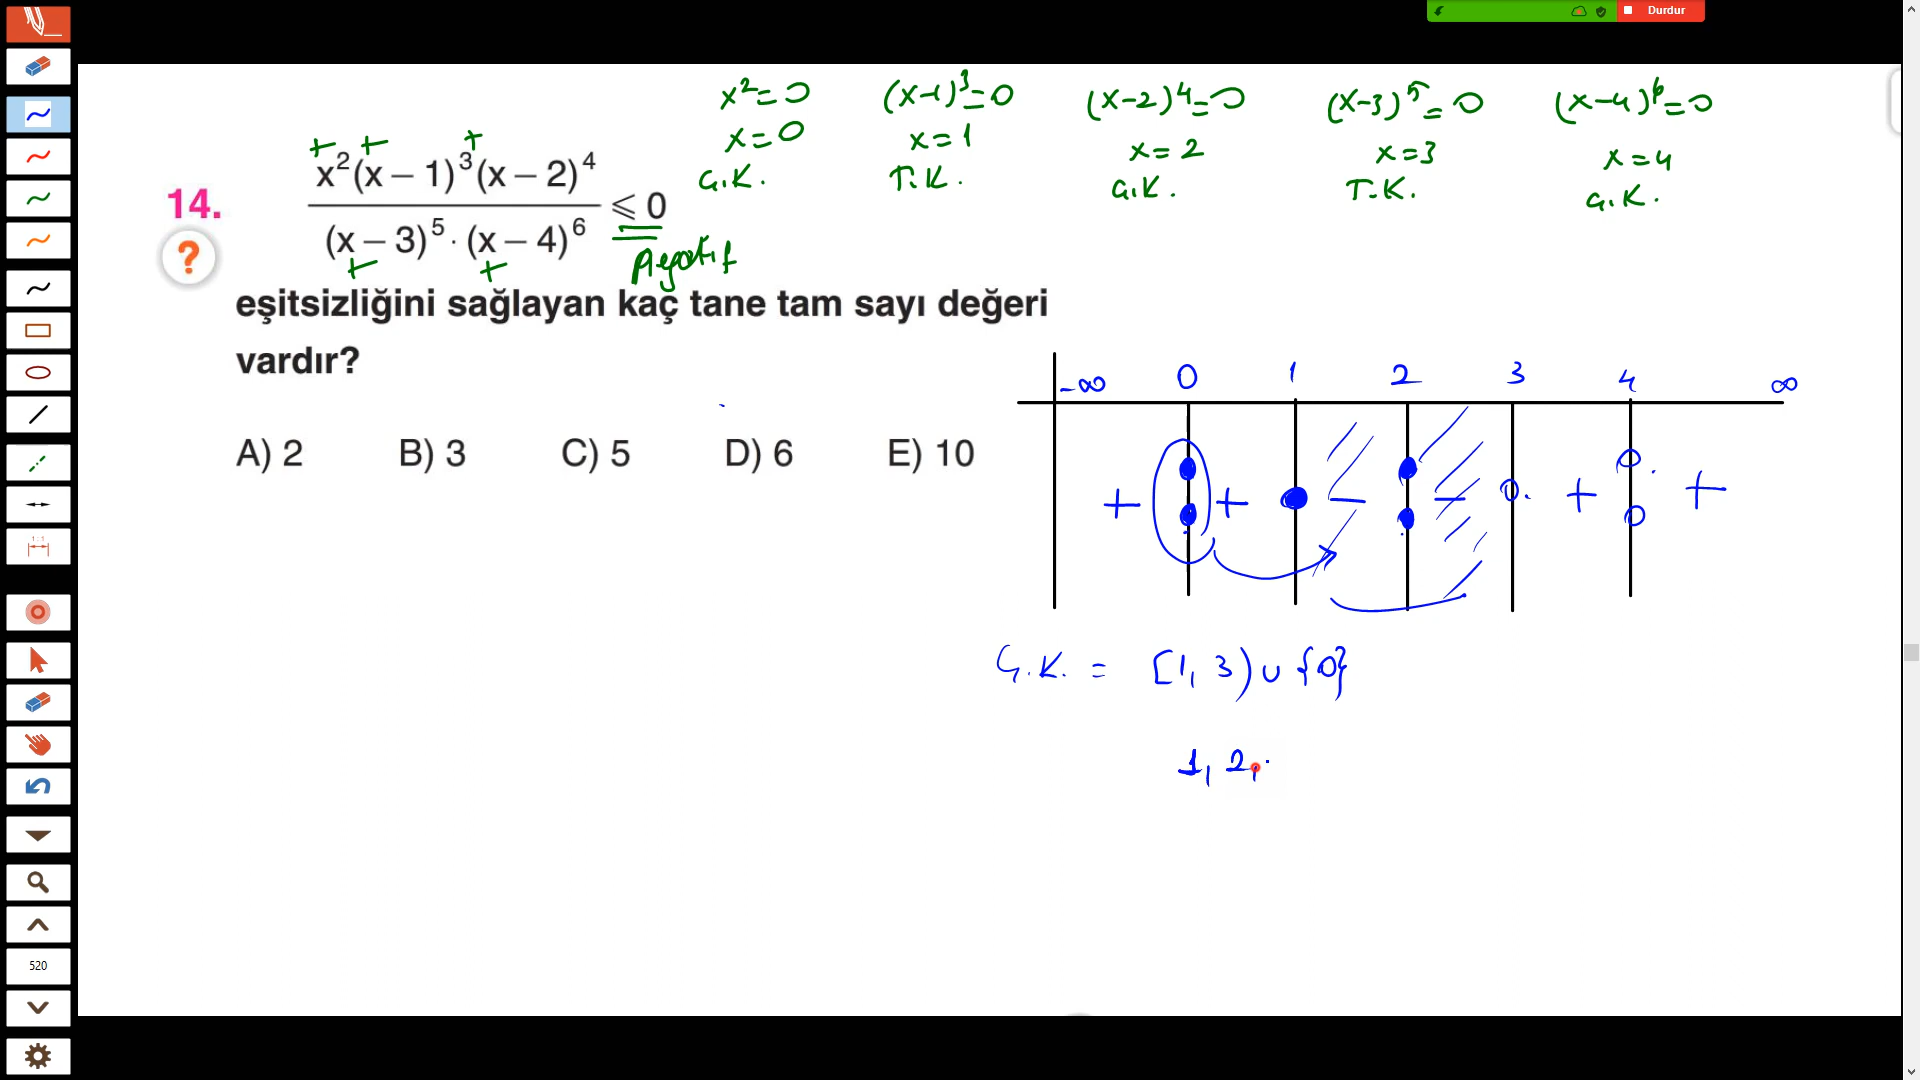 Durdur
x²=0 (x-1)³=0 (x-2)⁴=0 (x-3)⁵=0 (x-4)⁶=0
x=0 x=1 x=2 x=3 x=4
G.K. T.K. G.K. T.K. G.K.
+ + +
14. x²(x – 1)³(x – 2)⁴ / (x – 3)⁵ · (x – 4)⁶ ⩽ 0
?
+ +
negatif
eşitsizliğini sağlayan kaç tane tam sayı değeri
vardır?
-∞ 0 1 2 3 4 ∞
A) 2 B) 3 C) 5 D) 6 E) 10
+ + – – + +
Ç.K. = [1, 3) ∪ {0}
1, 2,
1:1
520